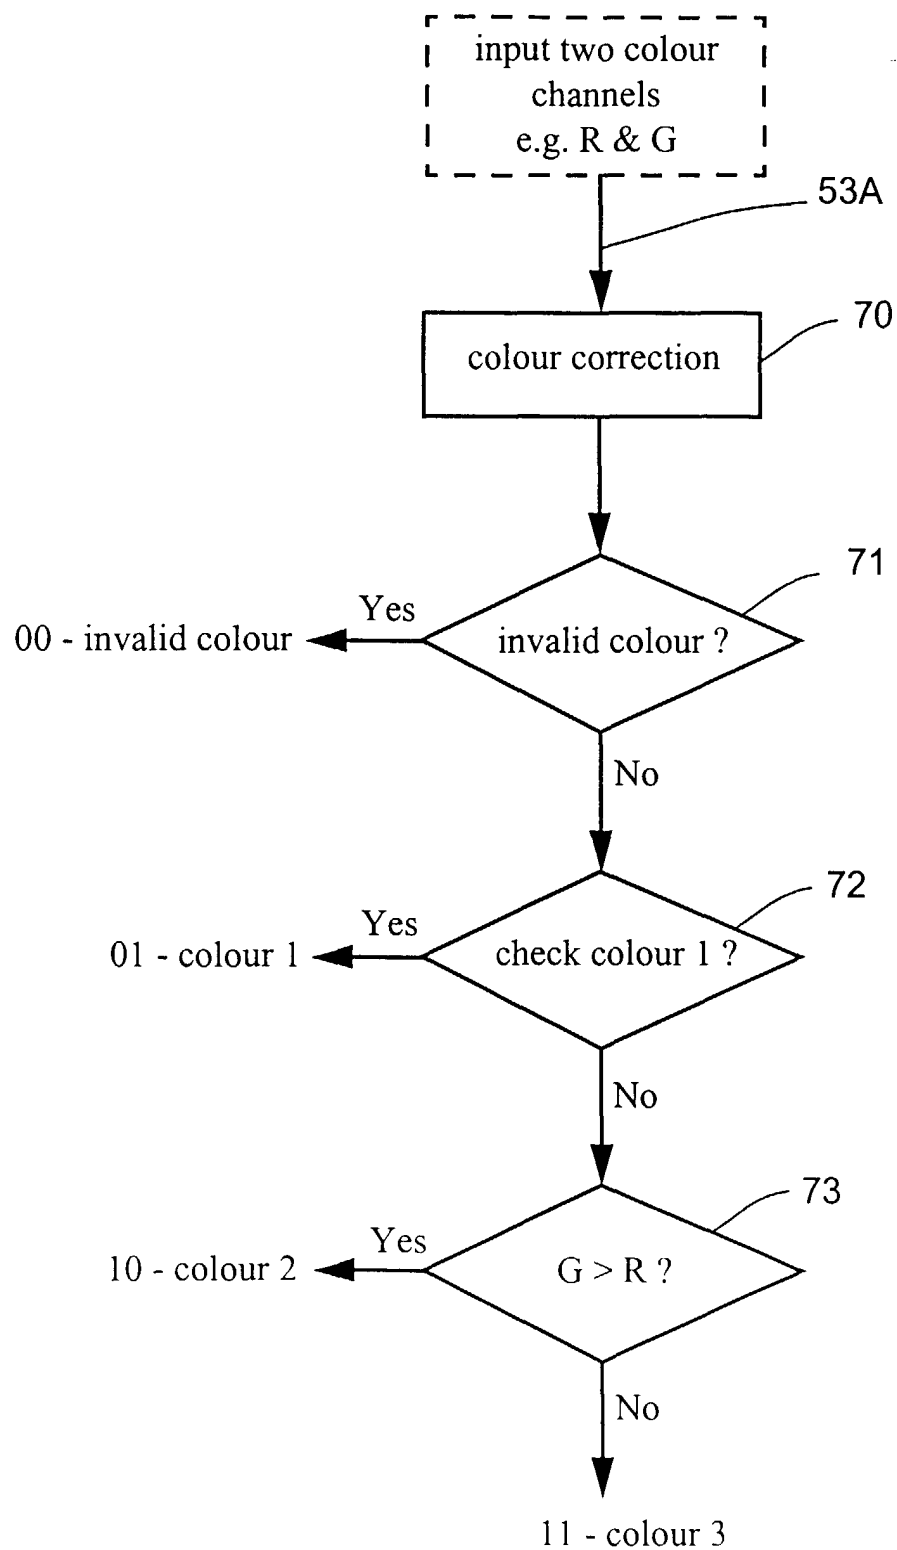 input two colour
channels
e.g. R & G
53A
70
colour correction
71
Yes
00 - invalid colour
invalid colour ?
No
72
Yes
01 - colour 1
check colour 1 ?
No
73
Yes
10 - colour 2
G > R ?
No
11 - colour 3